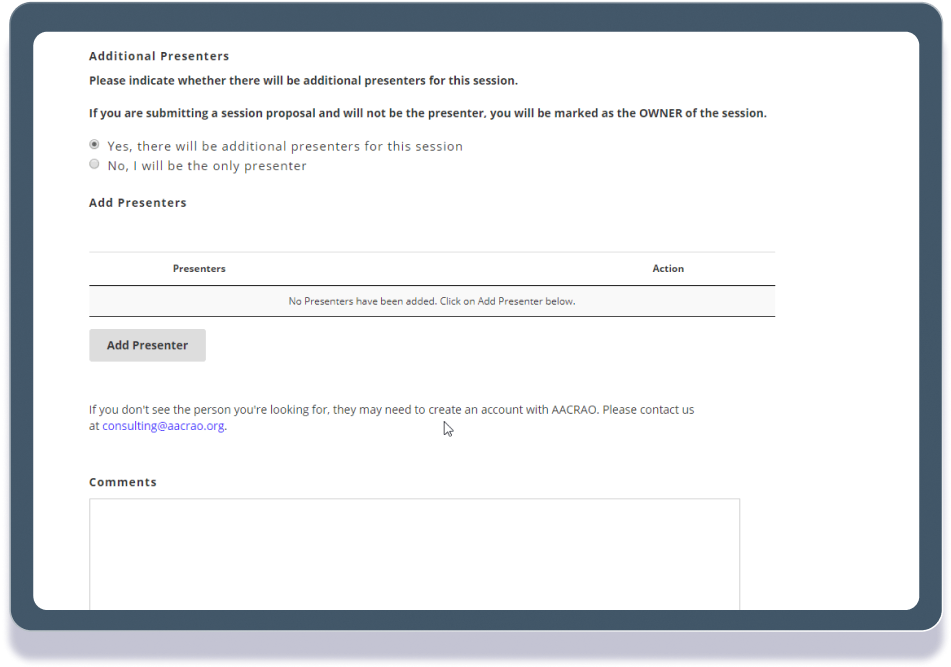 Additional Presenters
Please indicate whether there will be additional presenters for this session.
If you are submitting a session proposal and will not be the presenter, you will be marked as the OWNER of the session.
Yes, there will be additional presenters for this session
No, I will be the only presenter
Add Presenters
Presenters Action
No Presenters have been added. Click on Add Presenter below.
Add Presenter
If you don't see the person you're looking for, they may need to create an account with AACRAO. Please contact us
at consulting@aacrao.org.
Comments